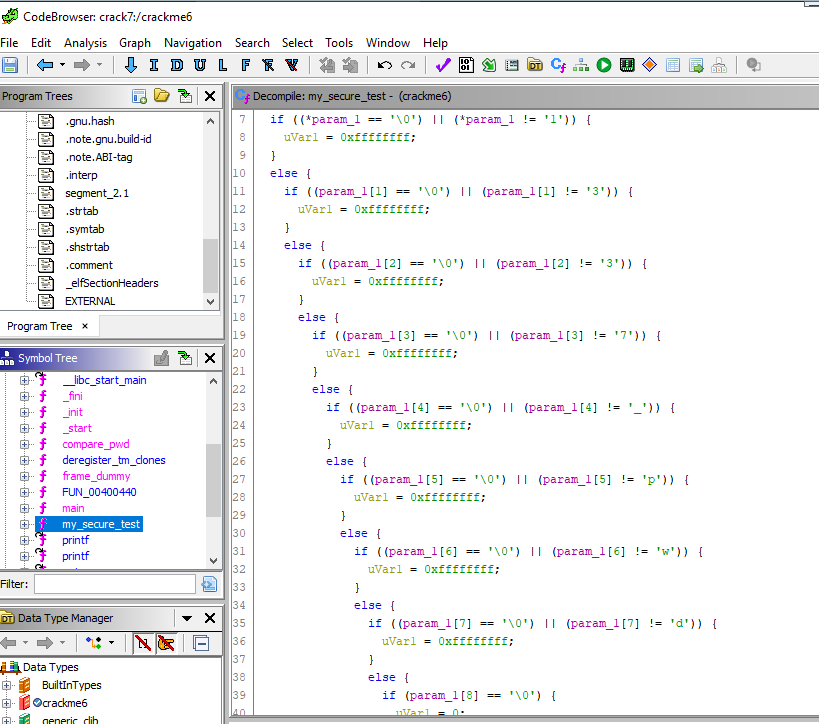 CodeBrowser: crack7:/crackme6
File Edit Analysis Graph Navigation Search Select Tools Window Help
I D U L F R V
Program Trees
.gnu.hash
.note.gnu.build-id
.note.ABI-tag
.interp
segment_2.1
.strtab
.symtab
.shstrtab
.comment
_elfSectionHeaders
EXTERNAL
Program Tree ×
Symbol Tree
__libc_start_main
_fini
_init
_start
compare_pwd
deregister_tm_clones
frame_dummy
FUN_00400440
main
my_secure_test
printf
printf
Filter:
Data Type Manager
Data Types
BuiltInTypes
crackme6
generic_clib
Decompile: my_secure_test - (crackme6)
7 if ((*param_1 == '\0') || (*param_1 != '1')) {
8 uVar1 = 0xffffffff;
9 }
10 else {
11 if ((param_1[1] == '\0') || (param_1[1] != '3')) {
12 uVar1 = 0xffffffff;
13 }
14 else {
15 if ((param_1[2] == '\0') || (param_1[2] != '3')) {
16 uVar1 = 0xffffffff;
17 }
18 else {
19 if ((param_1[3] == '\0') || (param_1[3] != '7')) {
20 uVar1 = 0xffffffff;
21 }
22 else {
23 if ((param_1[4] == '\0') || (param_1[4] != '_')) {
24 uVar1 = 0xffffffff;
25 }
26 else {
27 if ((param_1[5] == '\0') || (param_1[5] != 'p')) {
28 uVar1 = 0xffffffff;
29 }
30 else {
31 if ((param_1[6] == '\0') || (param_1[6] != 'w')) {
32 uVar1 = 0xffffffff;
33 }
34 else {
35 if ((param_1[7] == '\0') || (param_1[7] != 'd')) {
36 uVar1 = 0xffffffff;
37 }
38 else {
39 if (param_1[8] == '\0') {
40 uVar1 = 0;